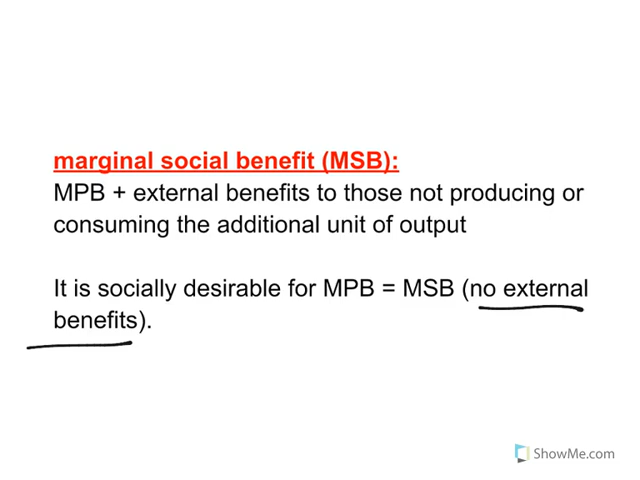 marginal social benefit (MSB):
MPB + external benefits to those not producing or
consuming the additional unit of output
It is socially desirable for MPB = MSB (no external
benefits).
ShowMe.com